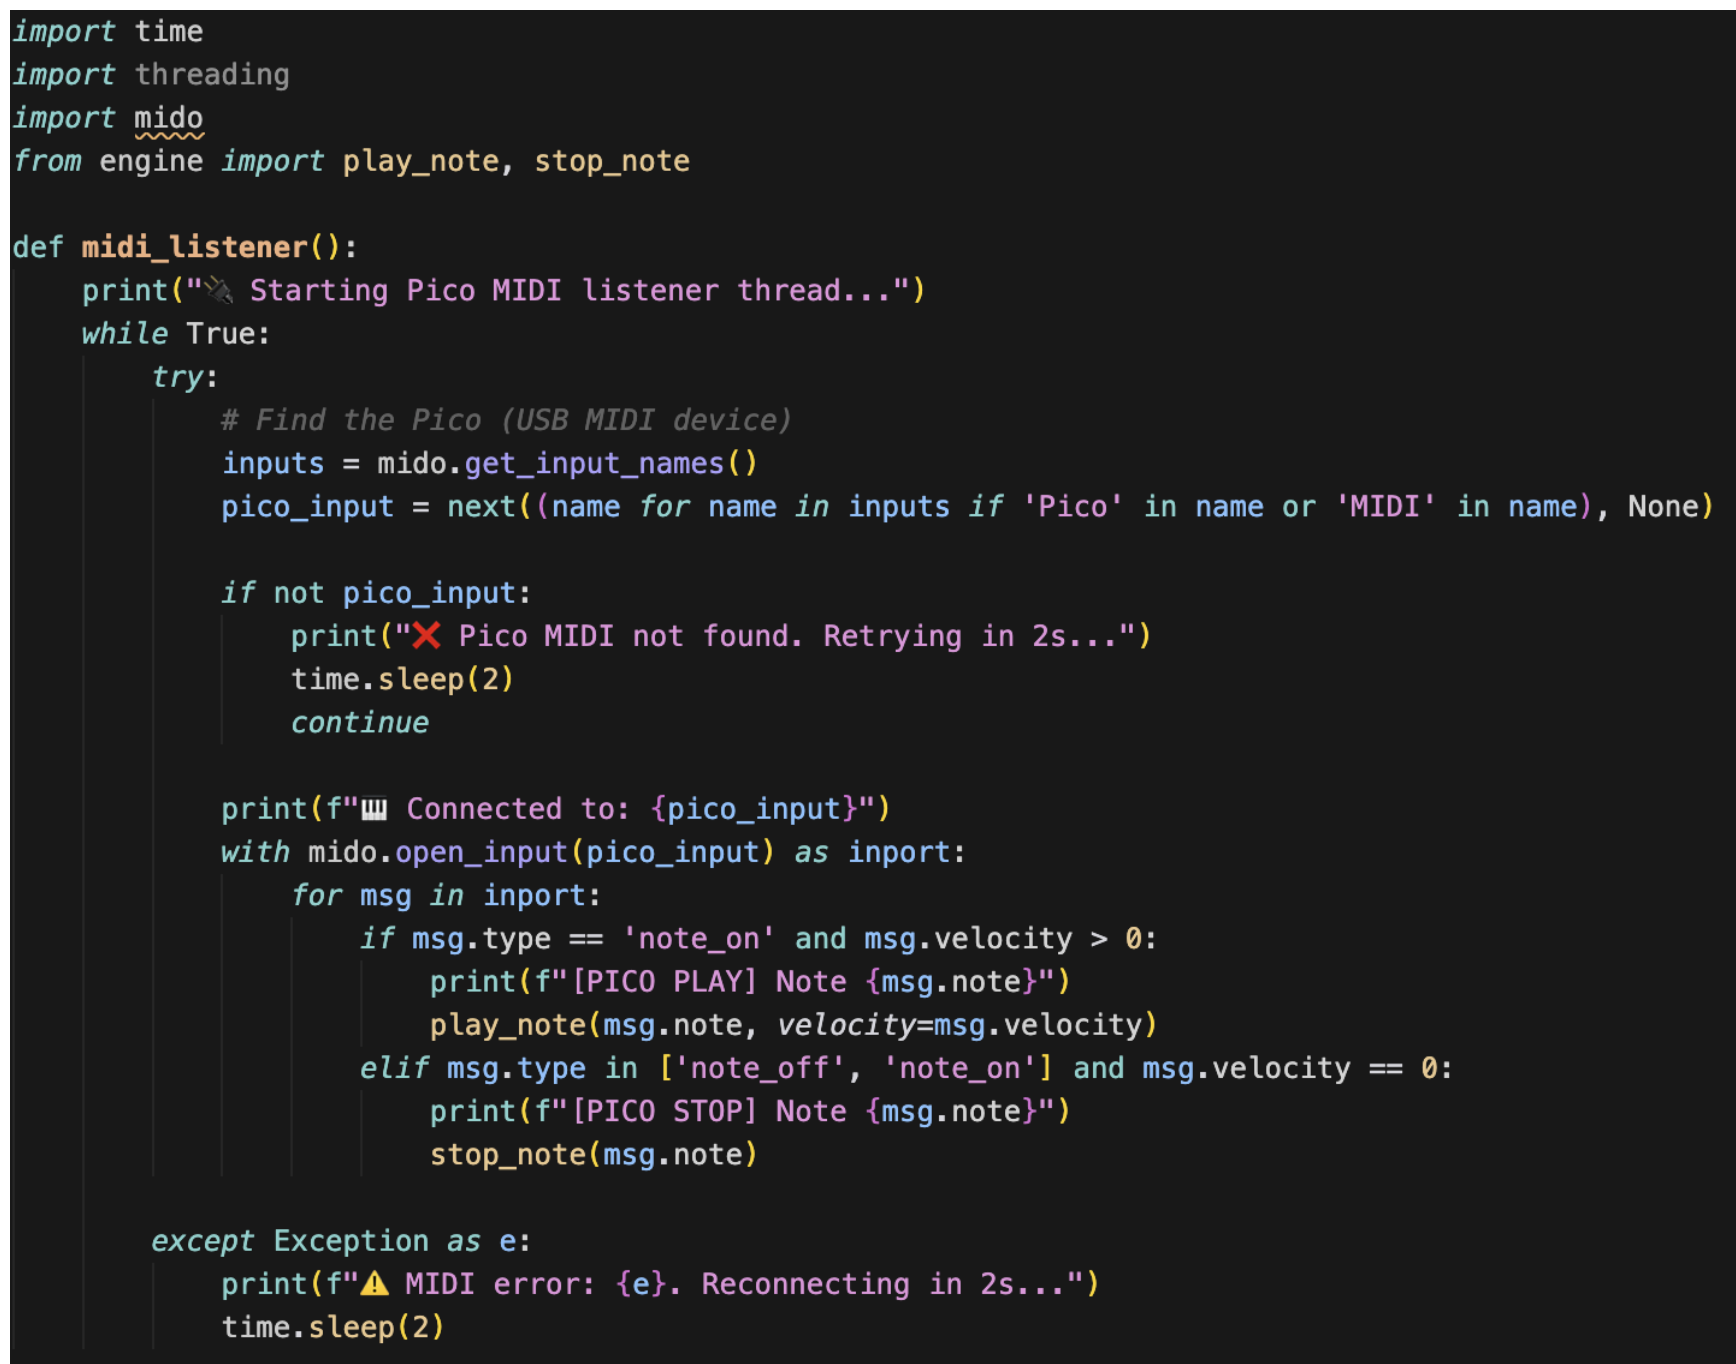 import time
import threading
import mido
from engine import play_note, stop_note

def midi_listener():
    print("🔌 Starting Pico MIDI listener thread...")
    while True:
        try:
            # Find the Pico (USB MIDI device)
            inputs = mido.get_input_names()
            pico_input = next((name for name in inputs if 'Pico' in name or 'MIDI' in name), None)

            if not pico_input:
                print("❌ Pico MIDI not found. Retrying in 2s...")
                time.sleep(2)
                continue

            print(f"🎹 Connected to: {pico_input}")
            with mido.open_input(pico_input) as inport:
                for msg in inport:
                    if msg.type == 'note_on' and msg.velocity > 0:
                        print(f"[PICO PLAY] Note {msg.note}")
                        play_note(msg.note, velocity=msg.velocity)
                    elif msg.type in ['note_off', 'note_on'] and msg.velocity == 0:
                        print(f"[PICO STOP] Note {msg.note}")
                        stop_note(msg.note)

        except Exception as e:
            print(f"⚠️ MIDI error: {e}. Reconnecting in 2s...")
            time.sleep(2)